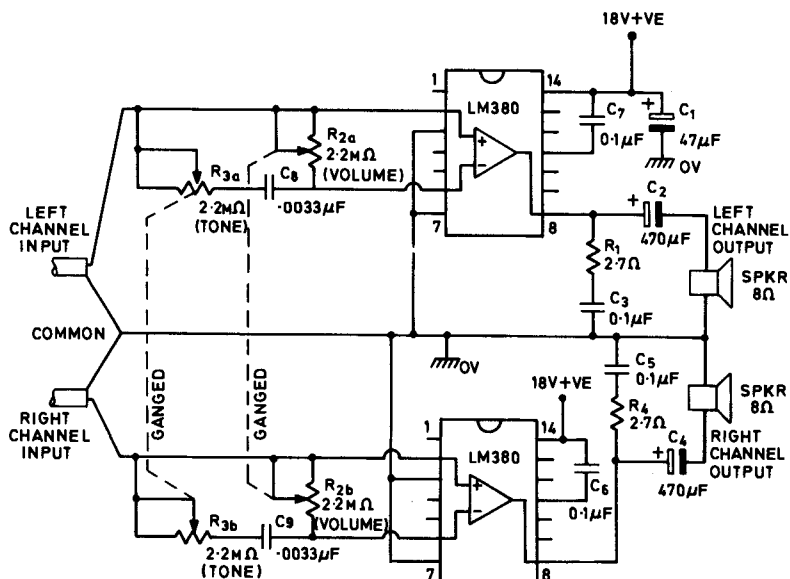 18V+VE
1
14
LM380
C7
0.1µF
+
C1
47µF
0V
R2a
2.2MΩ
(VOLUME)
R3a
C8
2.2MΩ
(TONE)
.0033µF
+
−
7
8
+
C2
470µF
LEFT
CHANNEL
OUTPUT
LEFT
CHANNEL
INPUT
R1
2.7Ω
SPKR
8Ω
C3
0.1µF
COMMON
0V
GANGED
GANGED
C5
0.1µF
18V+VE
R4
2.7Ω
SPKR
8Ω
RIGHT
CHANNEL
INPUT
1
14
LM380
C6
0.1µF
+
C4
470µF
RIGHT
CHANNEL
OUTPUT
R2b
2.2MΩ
(VOLUME)
+
−
R3b
C9
2.2MΩ
(TONE)
.0033µF
7
8